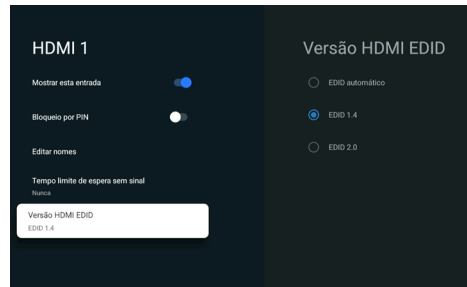 HDMI 1
Mostrar esta entrada
Bloqueio por PIN
Editar nomes
Tempo limite de espera sem sinal
Nunca
Versão HDMI EDID
EDID 1.4
Versão HDMI EDID
EDID automático
EDID 1.4
EDID 2.0